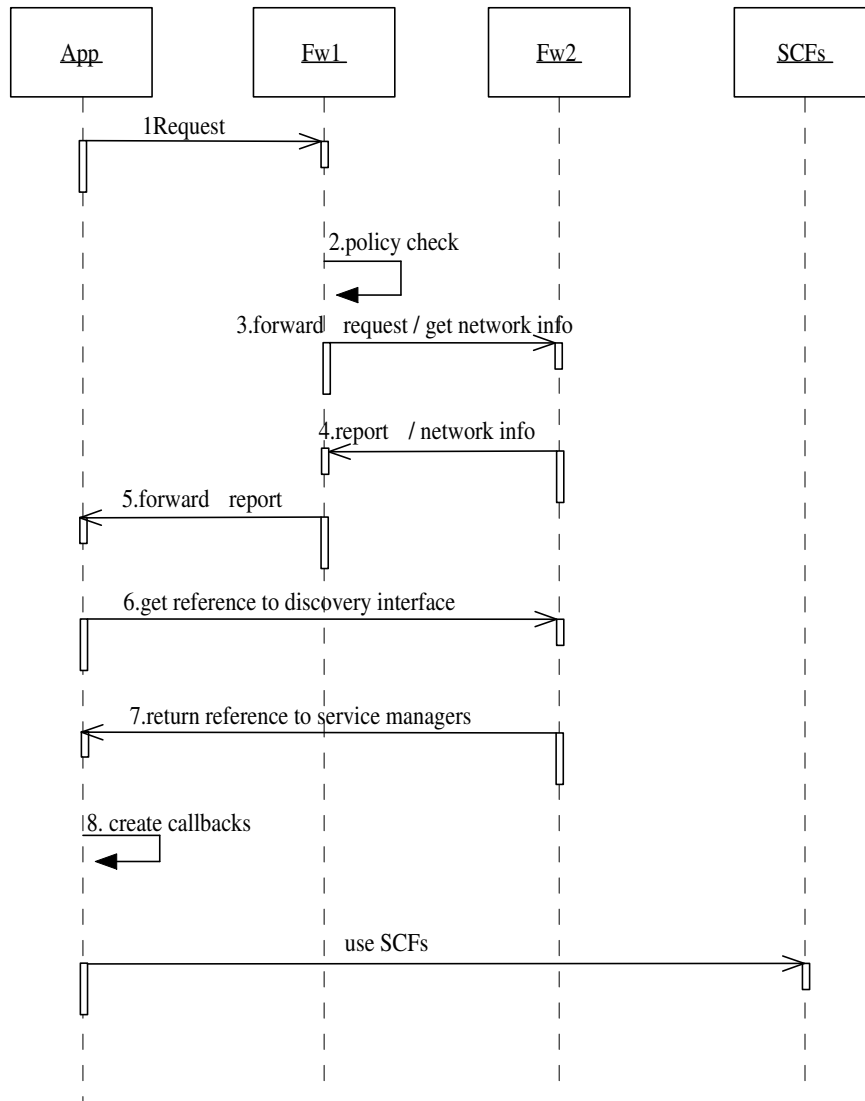 App
Fw1
Fw2
SCFs
1Request
2.policy check
3.forward request / get network info
4.report / network info
5.forward report
6.get reference to discovery interface
7.return reference to service managers
8. create callbacks
use SCFs